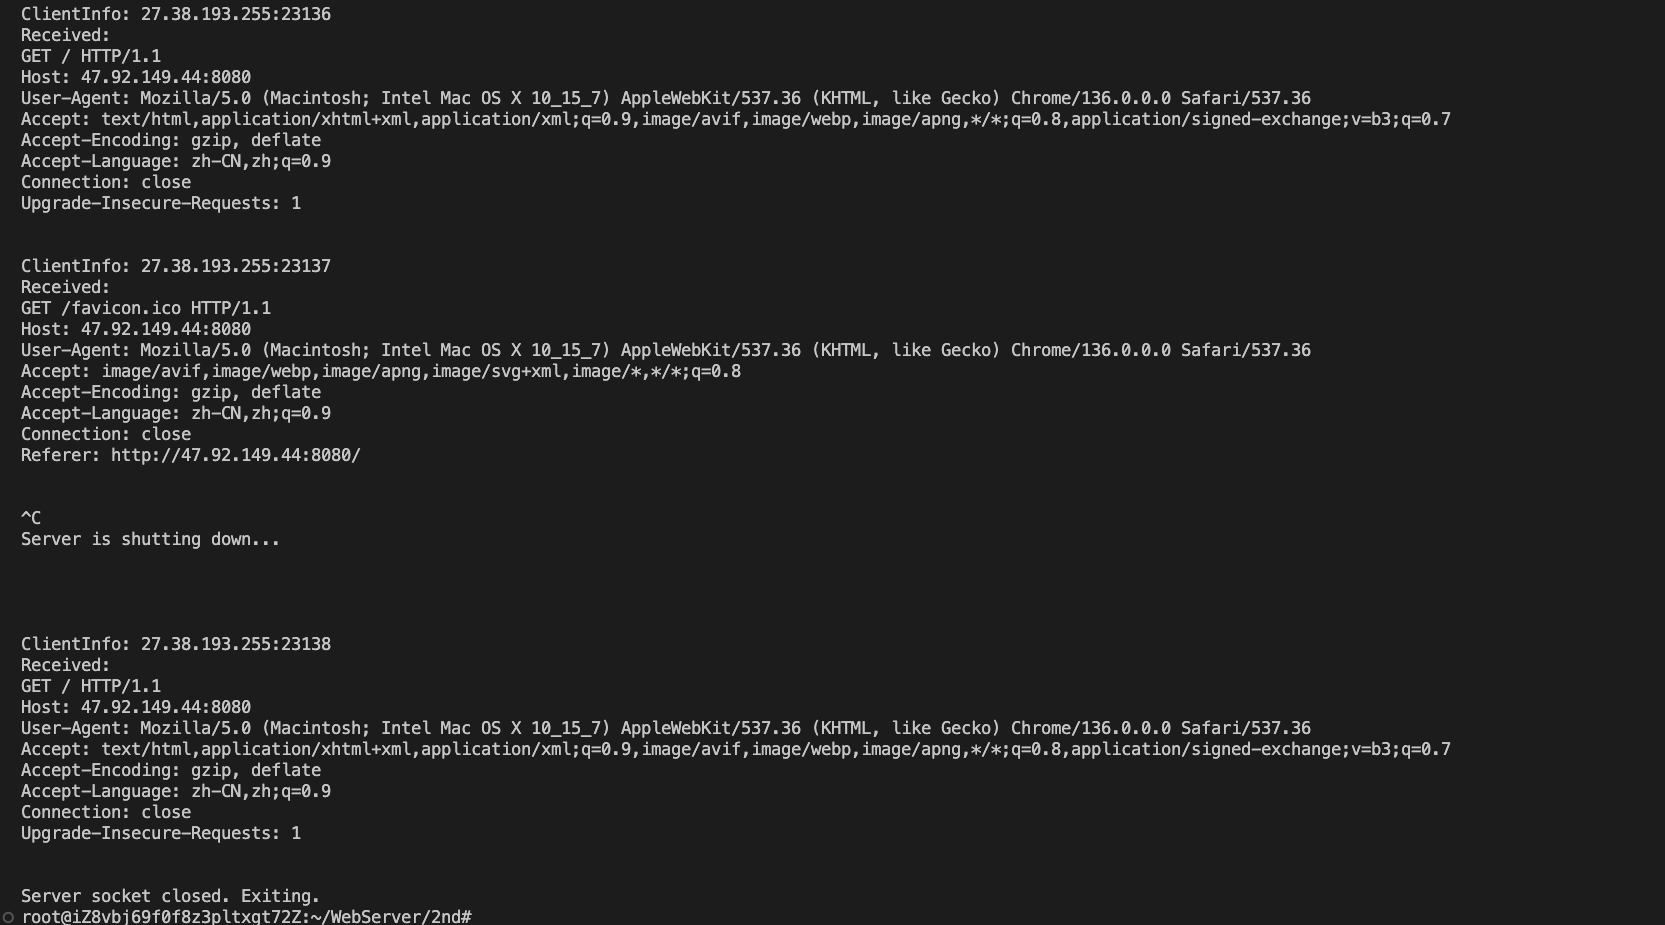 ClientInfo: 27.38.193.255:23136
Received:
GET / HTTP/1.1
Host: 47.92.149.44:8080
User-Agent: Mozilla/5.0 (Macintosh; Intel Mac OS X 10_15_7) AppleWebKit/537.36 (KHTML, like Gecko) Chrome/136.0.0.0 Safari/537.36
Accept: text/html,application/xhtml+xml,application/xml;q=0.9,image/avif,image/webp,image/apng,*/*;q=0.8,application/signed-exchange;v=b3;q=0.7
Accept-Encoding: gzip, deflate
Accept-Language: zh-CN,zh;q=0.9
Connection: close
Upgrade-Insecure-Requests: 1
ClientInfo: 27.38.193.255:23137
Received:
GET /favicon.ico HTTP/1.1
Host: 47.92.149.44:8080
User-Agent: Mozilla/5.0 (Macintosh; Intel Mac OS X 10_15_7) AppleWebKit/537.36 (KHTML, like Gecko) Chrome/136.0.0.0 Safari/537.36
Accept: image/avif,image/webp,image/apng,image/svg+xml,image/*,*/*;q=0.8
Accept-Encoding: gzip, deflate
Accept-Language: zh-CN,zh;q=0.9
Connection: close
Referer: http://47.92.149.44:8080/
^C
Server is shutting down...
ClientInfo: 27.38.193.255:23138
Received:
GET / HTTP/1.1
Host: 47.92.149.44:8080
User-Agent: Mozilla/5.0 (Macintosh; Intel Mac OS X 10_15_7) AppleWebKit/537.36 (KHTML, like Gecko) Chrome/136.0.0.0 Safari/537.36
Accept: text/html,application/xhtml+xml,application/xml;q=0.9,image/avif,image/webp,image/apng,*/*;q=0.8,application/signed-exchange;v=b3;q=0.7
Accept-Encoding: gzip, deflate
Accept-Language: zh-CN,zh;q=0.9
Connection: close
Upgrade-Insecure-Requests: 1
Server socket closed. Exiting.
root@iZ8vbj69f0f8z3pltxgt72Z:~/WebServer/2nd#